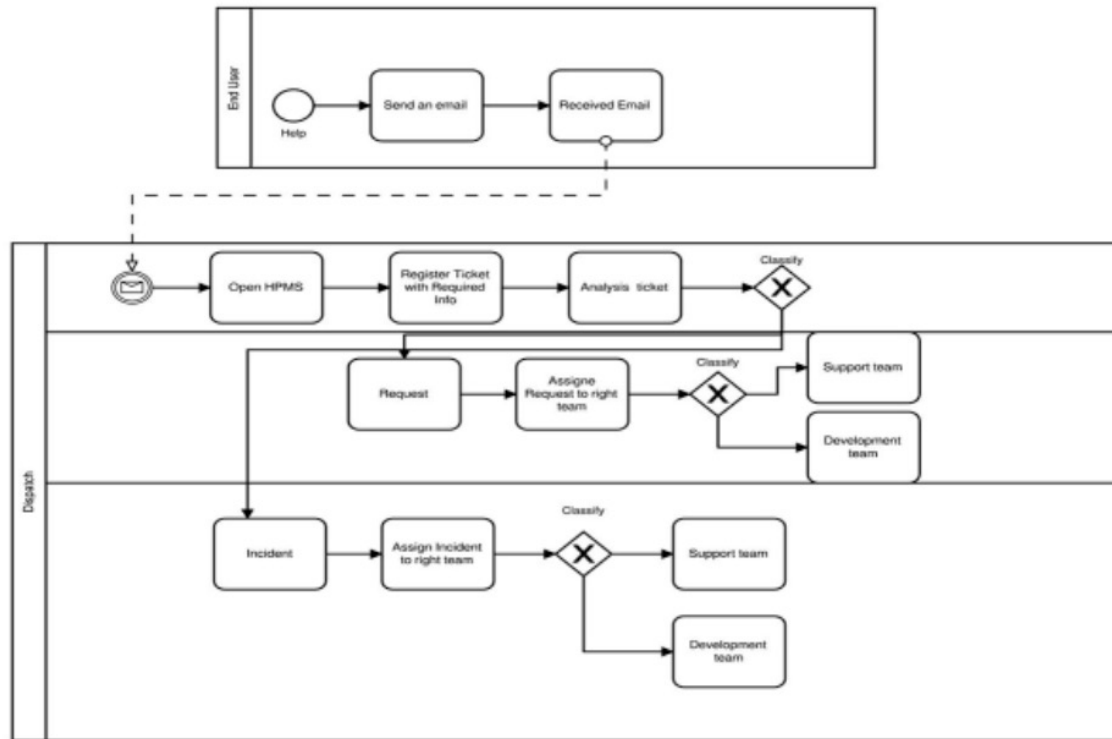 End User
Send an email
Received Email
Help
Dispatch
Classify
Open HPMS
Register Ticket
with Required
Info
Analysis ticket
Classify
Support team
Request
Assigne
Request to right
team
Development
team
Classify
Incident
Assign Incident
to right team
Support team
Development
team